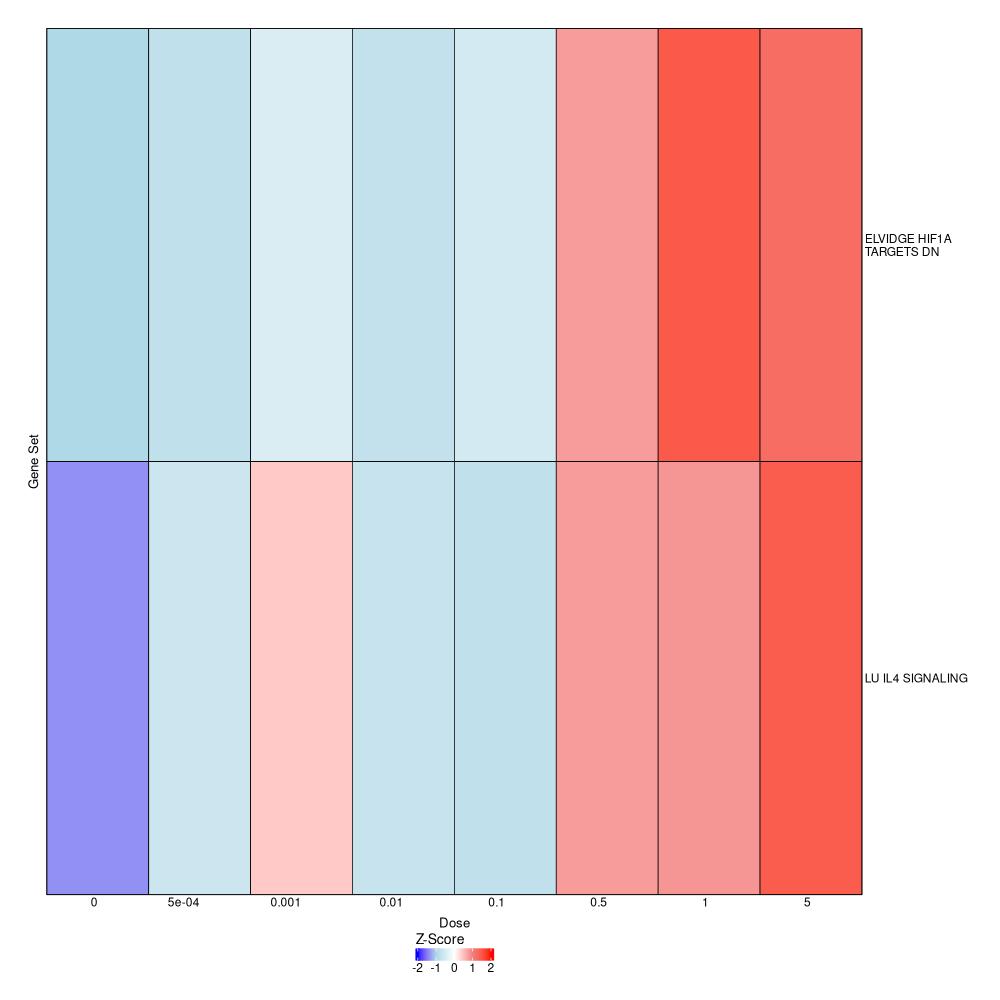 ELVIDGE HIF1A
TARGETS DN
Gene Set
LU IL4 SIGNALING
0 5e-04 0.001 0.01 0.1 0.5 1 5
Dose
Z-Score
-2 -1 0 1 2